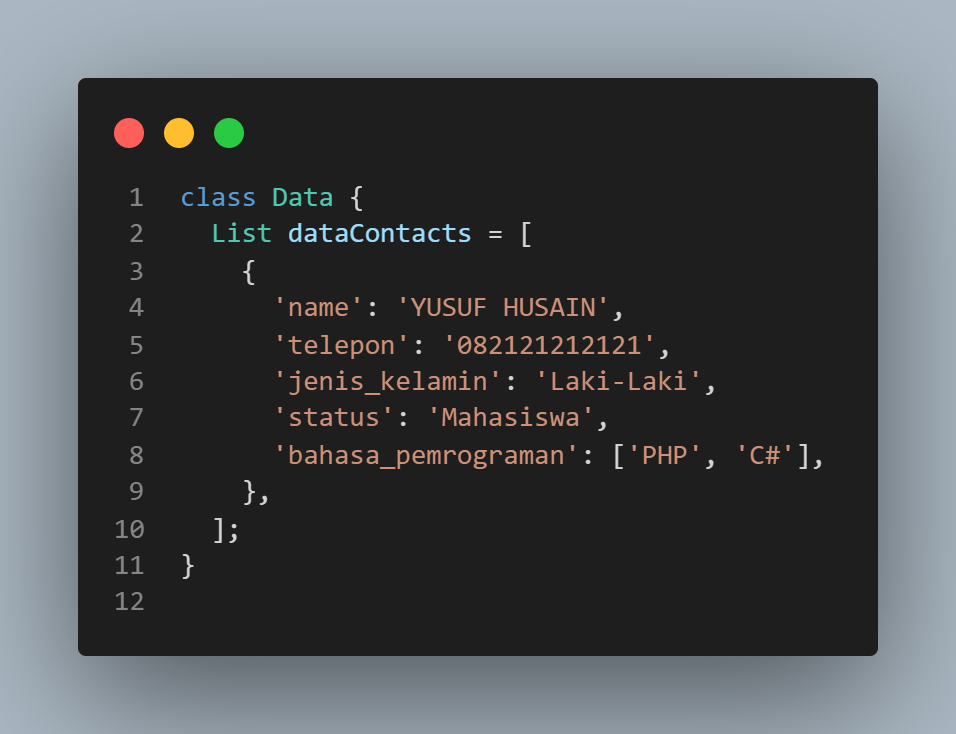 1 class Data {
2   List dataContacts = [
3     {
4       'name': 'YUSUF HUSAIN',
5       'telepon': '082121212121',
6       'jenis_kelamin': 'Laki-Laki',
7       'status': 'Mahasiswa',
8       'bahasa_pemrograman': ['PHP', 'C#'],
9     },
10   ];
11 }
12